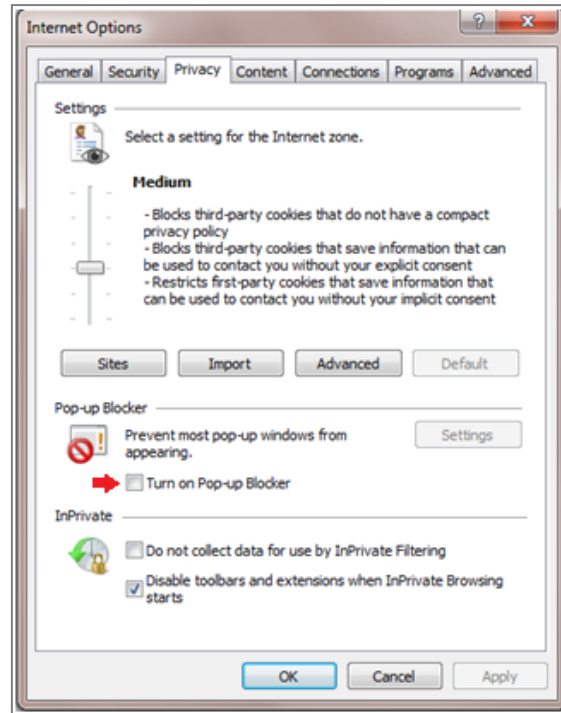 Internet Options
General Security Privacy Content Connections Programs Advanced
Settings
Select a setting for the Internet zone.
Medium
- Blocks third-party cookies that do not have a compact
privacy policy
- Blocks third-party cookies that save information that can
be used to contact you without your explicit consent
- Restricts first-party cookies that save information that
can be used to contact you without your implicit consent
Sites Import Advanced Default
Pop-up Blocker
Prevent most pop-up windows from
appearing.
Settings
Turn on Pop-up Blocker
InPrivate
Do not collect data for use by InPrivate Filtering
Disable toolbars and extensions when InPrivate Browsing
starts
OK Cancel Apply